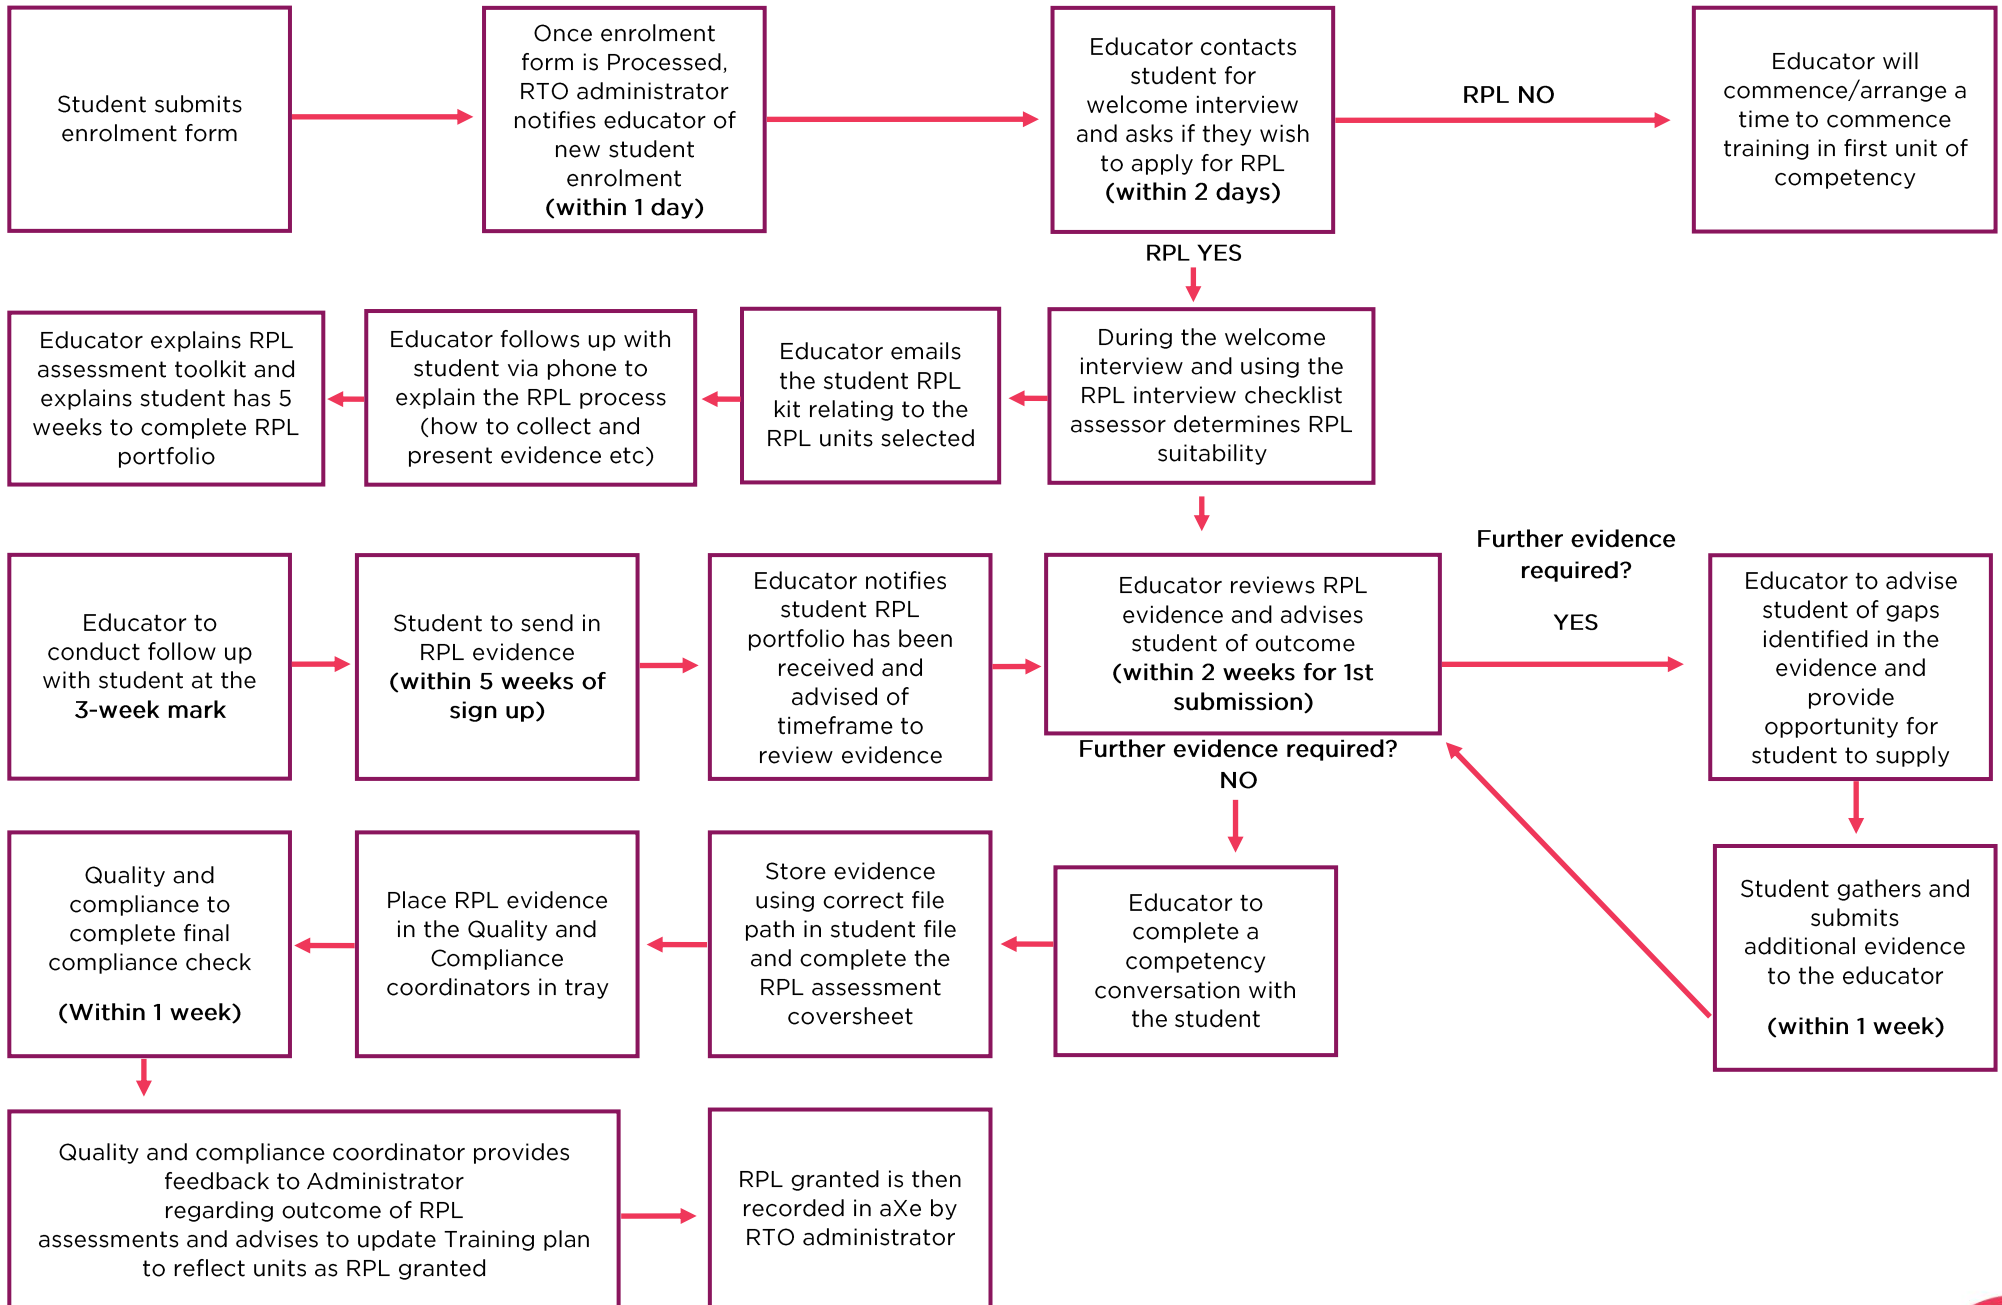 Student submits
enrolment form
Once enrolment
form is Processed,
RTO administrator
notifies educator of
new student
enrolment
(within 1 day)
Educator contacts
student for
welcome interview
and asks if they wish
to apply for RPL
(within 2 days)
RPL NO
Educator will
commence/arrange a
time to commence
training in first unit of
competency
RPL YES
During the welcome
interview and using the
RPL interview checklist
assessor determines RPL
suitability
Educator emails
the student RPL
kit relating to the
RPL units selected
Educator follows up with
student via phone to
explain the RPL process
(how to collect and
present evidence etc)
Educator explains RPL
assessment toolkit and
explains student has 5
weeks to complete RPL
portfolio
Educator to
conduct follow up
with student at the
3-week mark
Student to send in
RPL evidence
(within 5 weeks of
sign up)
Educator notifies
student RPL
portfolio has been
received and
advised of
timeframe to
review evidence
Educator reviews RPL
evidence and advises
student of outcome
(within 2 weeks for 1st
submission)
Further evidence
required?
YES
Educator to advise
student of gaps
identified in the
evidence and
provide
opportunity for
student to supply
Student gathers and
submits
additional evidence
to the educator
(within 1 week)
Further evidence required?
NO
Educator to
complete a
competency
conversation with
the student
Store evidence
using correct file
path in student file
and complete the
RPL assessment
coversheet
Place RPL evidence
in the Quality and
Compliance
coordinators in tray
Quality and
compliance to
complete final
compliance check
(Within 1 week)
Quality and compliance coordinator provides
feedback to Administrator
regarding outcome of RPL
assessments and advises to update Training plan
to reflect units as RPL granted
RPL granted is then
recorded in aXe by
RTO administrator